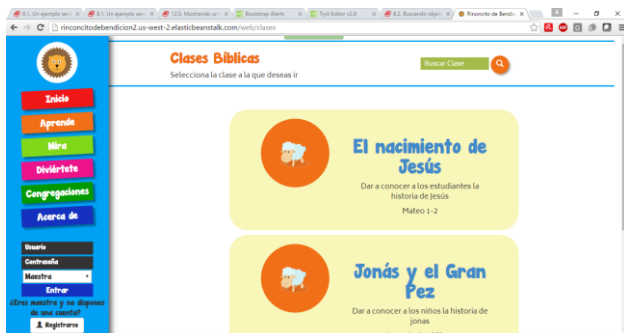 8.1. Un ejemplo sen
8.1. Un ejemplo sen
12.5. Mostrando un
Bootstrap Alerts
Tryit Editor v2.6
8.2. Buscando objet
Rinconcito de Bendic
rinconcitodebendicion2.us-west-2.elasticbeanstalk.com/web/clases
Inicio
Aprende
Mira
Diviértete
Congregaciones
Acerca de
Usuario
Contraseña
Maestra
Entrar
¿Eres maestra y no dispones
de una cuenta?
Registrarse
Clases Bíblicas
Selecciona la clase a la que deseas ir
Buscar Clase
El nacimiento de
Jesús
Dar a conocer a los estudiantes la
historia de Jesús
Mateo 1-2
Jonás y el Gran
Pez
Dar a conocer a los niños la historia de
jonas